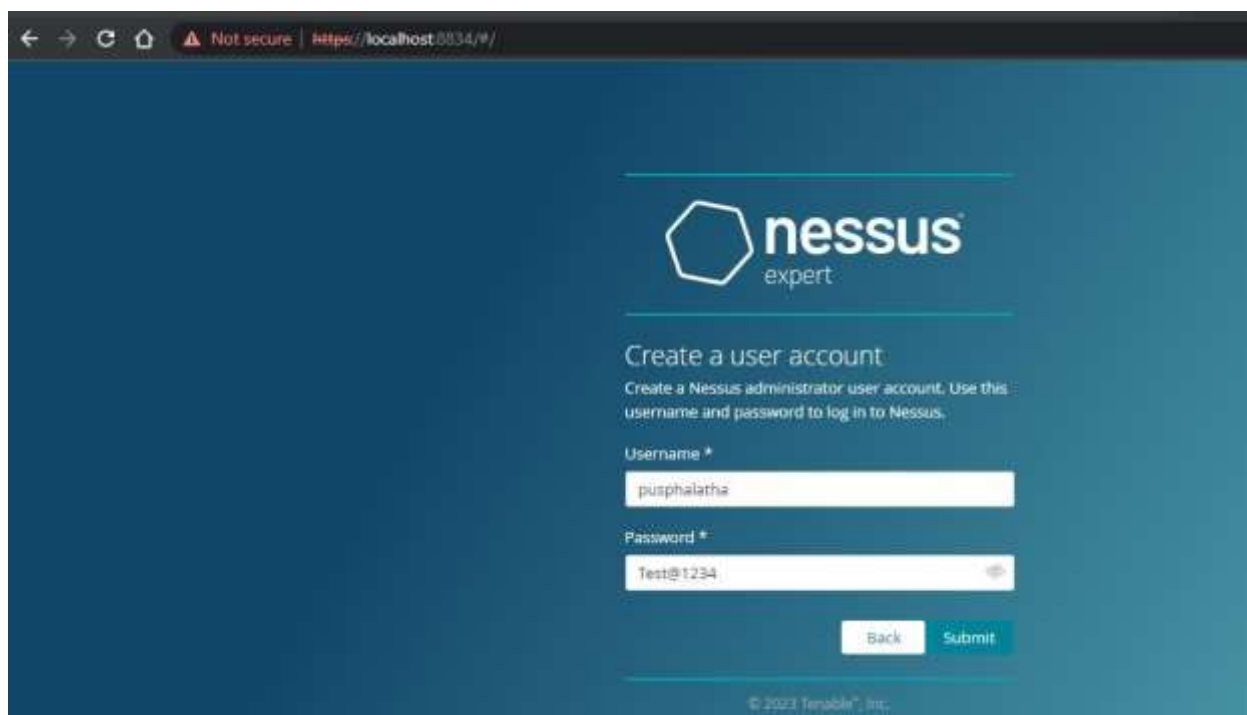 Not secure | https://localhost:8834/#/
nessus
expert
Create a user account
Create a Nessus administrator user account. Use this
username and password to log in to Nessus.
Username *
pusphalatha
Password *
Test@1234
Back Submit
© 2023 Tenable™, Inc.